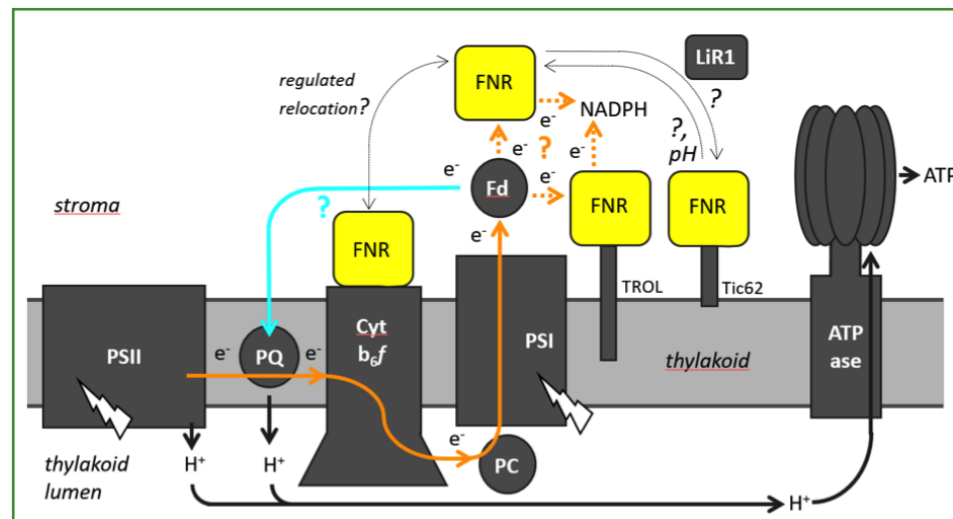 LiR1
regulated
relocation?
FNR
?
e-
NADPH
?,
pH
e-
?
e-
e-
e-
Fd
FNR
FNR
ATP
stroma
?
FNR
e-
TROL
Tic62
PSII
e-
PQ
e-
Cyt
b6f
PSI
thylakoid
ATP
ase
thylakoid
lumen
H+
H+
e-
PC
H+